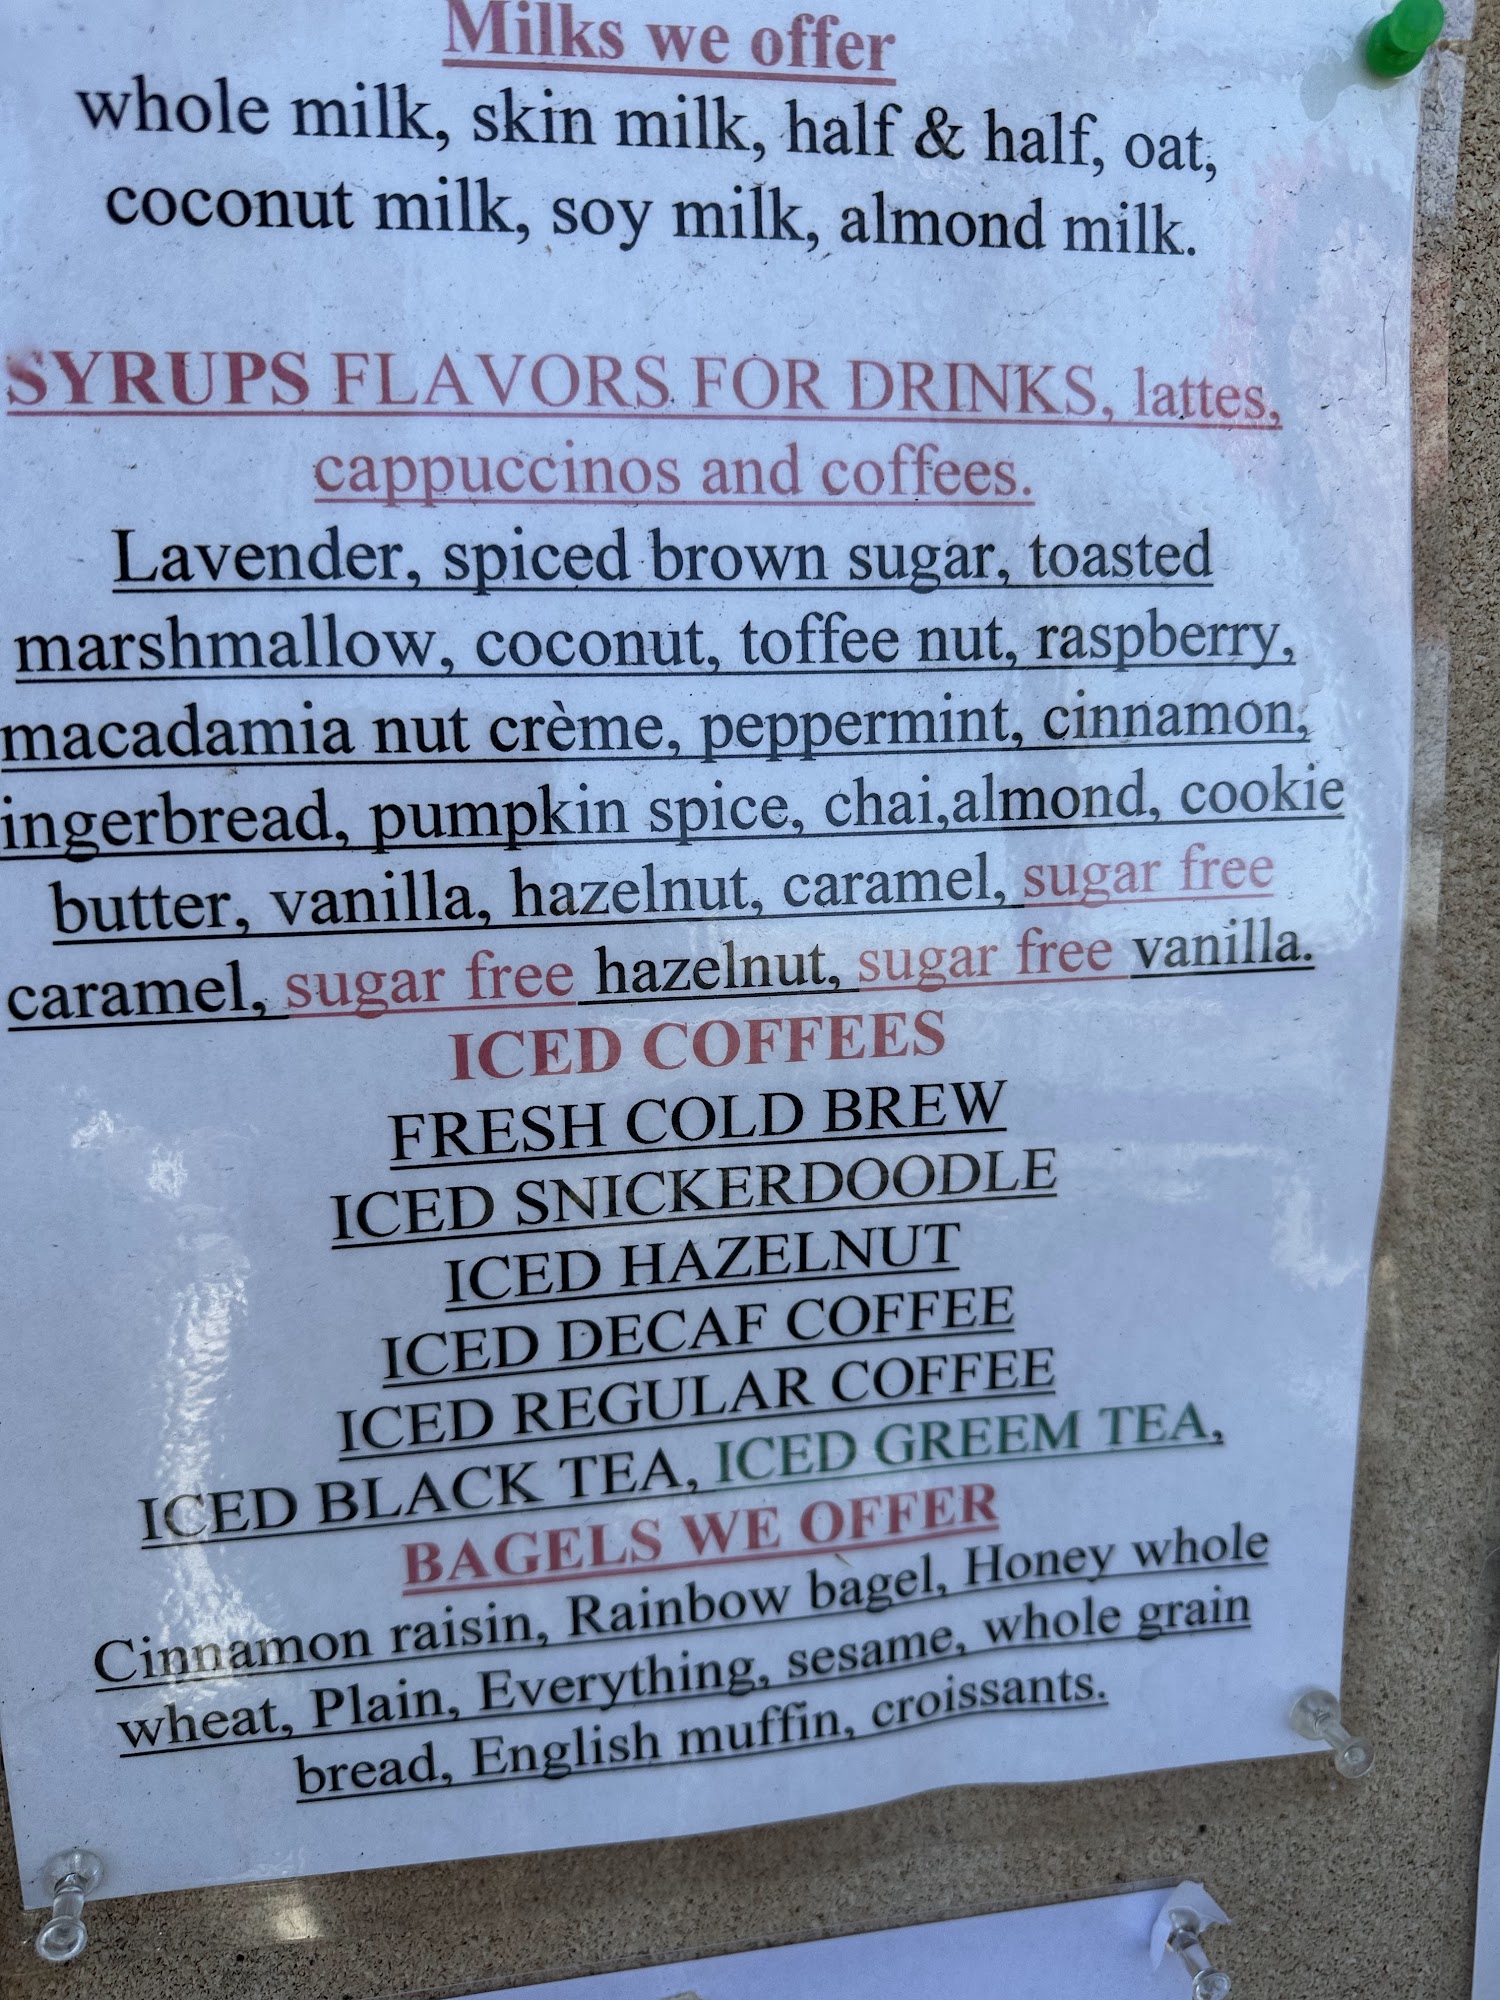 Milks we offer
whole milk, skin milk, half & half, oat,
coconut milk, soy milk, almond milk.
SYRUPS FLAVORS FOR DRINKS, lattes,
cappuccinos and coffees.
Lavender, spiced brown sugar, toasted
marshmallow, coconut, toffee nut, raspberry,
macadamia nut crème, peppermint, cinnamon,
ingerbread, pumpkin spice, chai,almond, cookie
butter, vanilla, hazelnut, caramel, sugar free
caramel, sugar free hazelnut, sugar free vanilla.
ICED COFFEES
FRESH COLD BREW
ICED SNICKERDOODLE
ICED HAZELNUT
ICED DECAF COFFEE
ICED REGULAR COFFEE
ICED BLACK TEA, ICED GREEM TEA,
BAGELS WE OFFER
Cinnamon raisin, Rainbow bagel, Honey whole
wheat, Plain, Everything, sesame, whole grain
bread, English muffin, croissants.